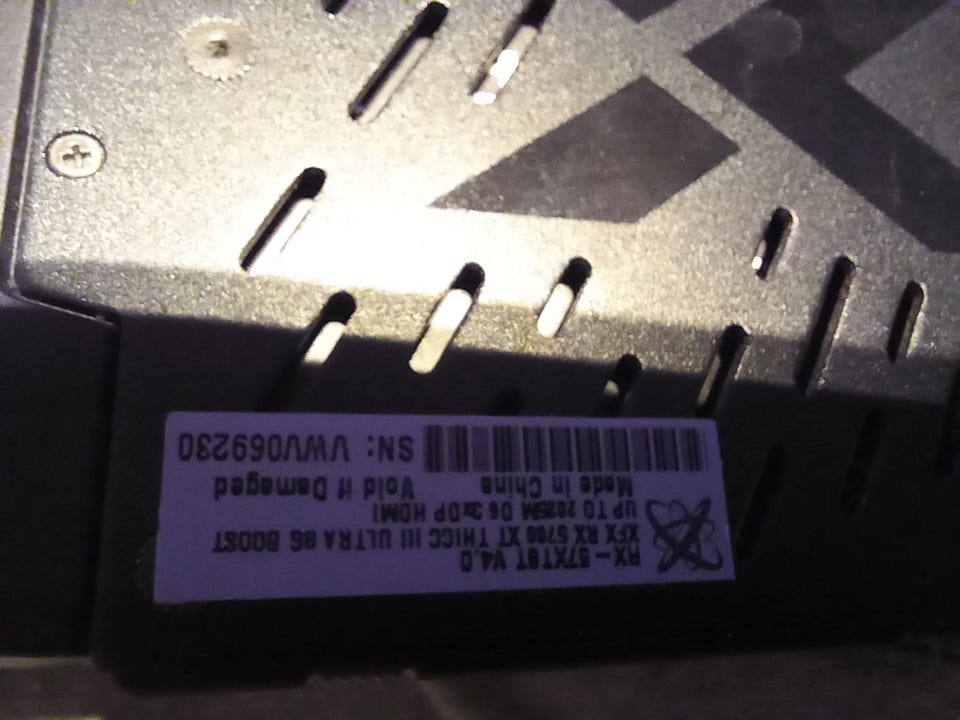 RX-57XT8T V4.0
XFX RX 5700 XT THICC III ULTRA 8G BOOST
UP TO 2025M D6 3xDP HDMI
Made in China Void if Damaged
SN: VWV069230